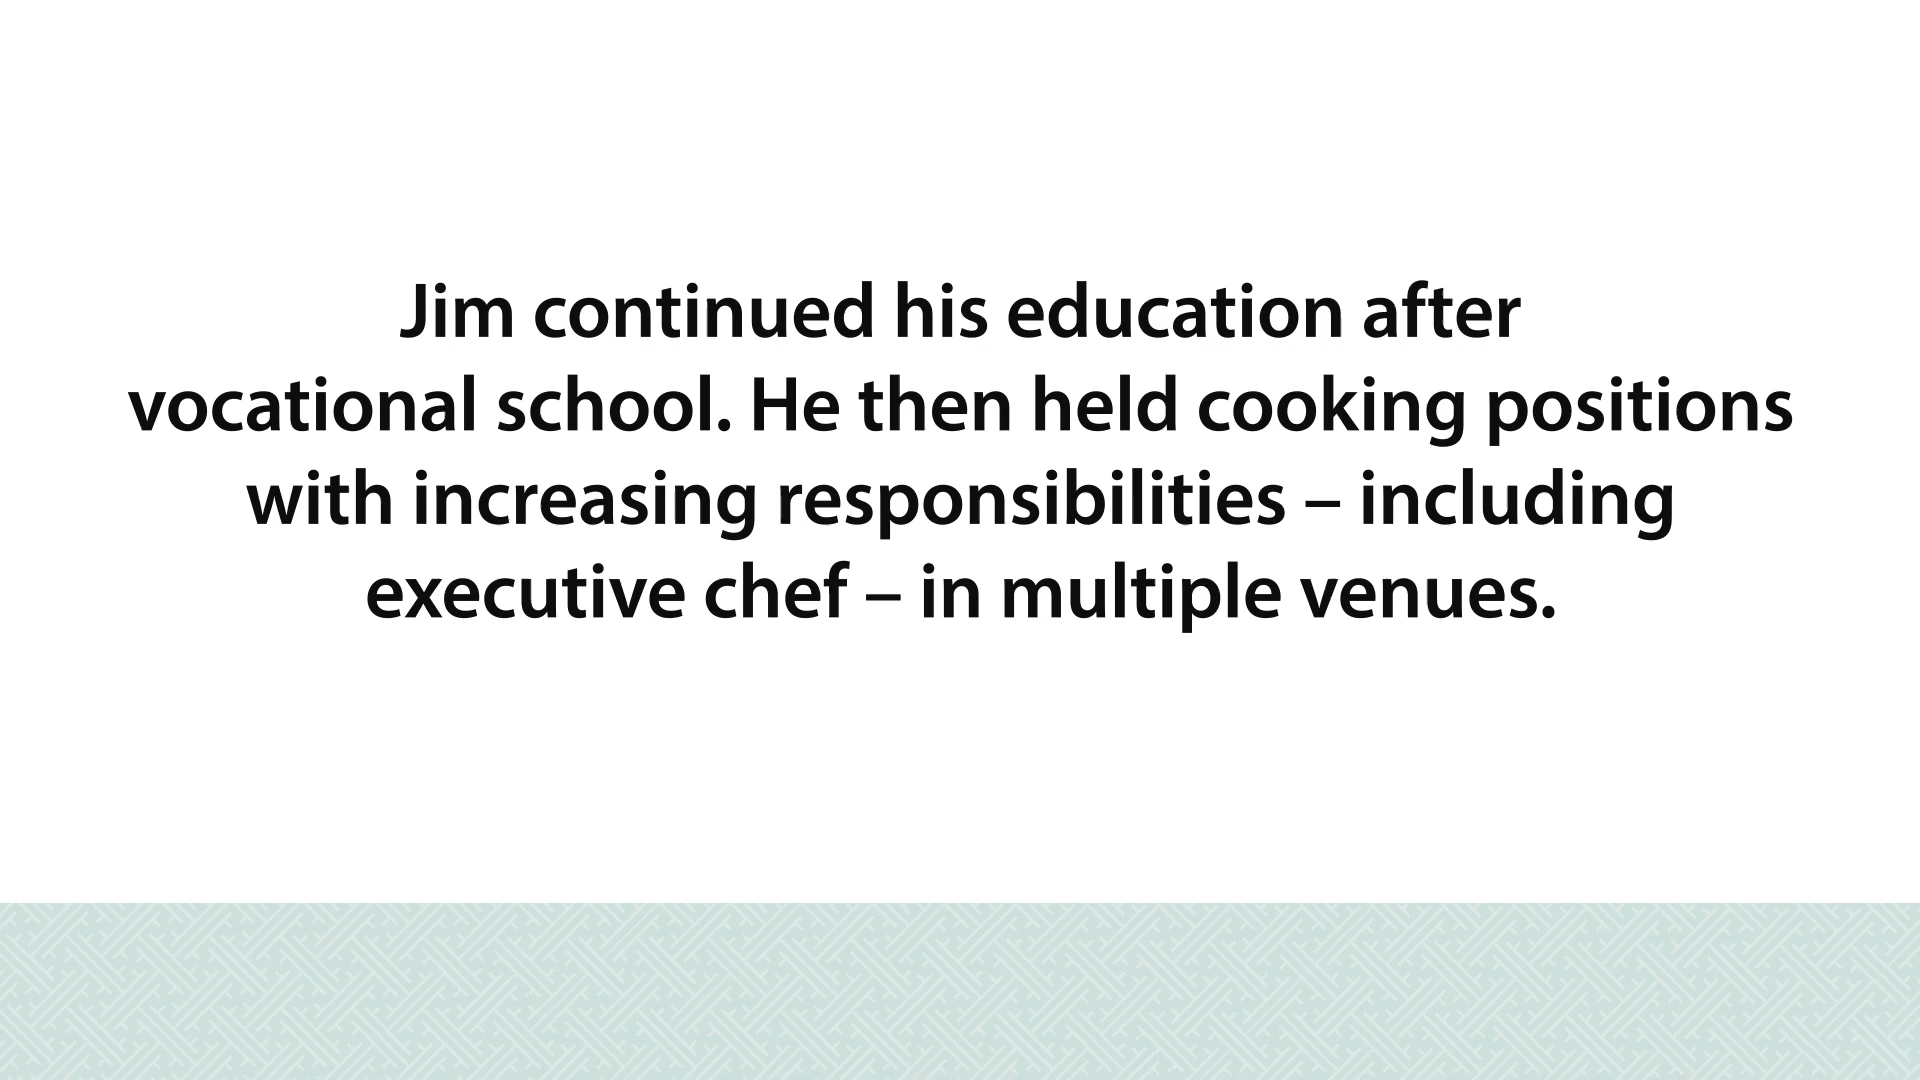 Jim continued his education after
vocational school. He then held cooking positions
with increasing responsibilities – including
executive chef – in multiple venues.